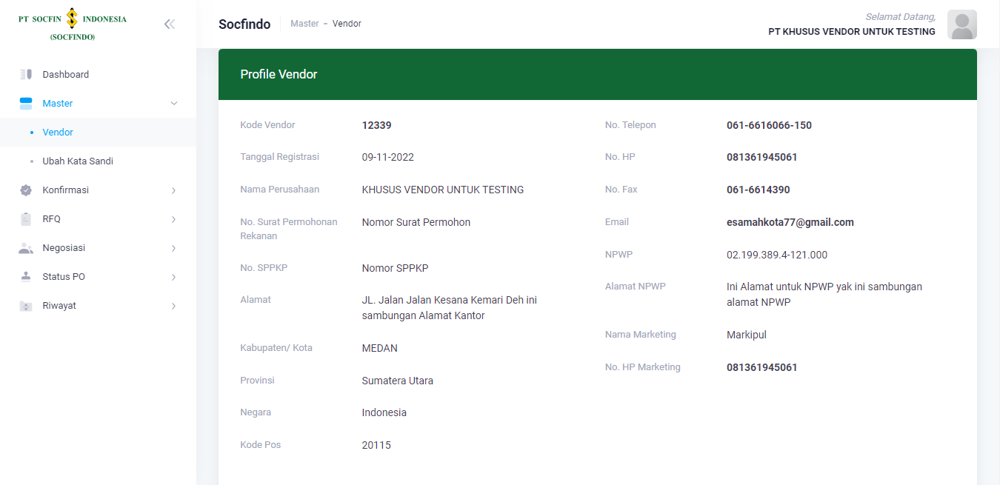 PT SOCFIN INDONESIA
(SOCFINDO)
Dashboard
Master
Vendor
Ubah Kata Sandi
Konfirmasi
RFQ
Negosiasi
Status PO
Riwayat
Socfindo
Master - Vendor
Selamat Datang,
PT KHUSUS VENDOR UNTUK TESTING
Profile Vendor
Kode Vendor 12339
Tanggal Registrasi 09-11-2022
Nama Perusahaan KHUSUS VENDOR UNTUK TESTING
No. Surat Permohonan Nomor Surat Permohon
Rekanan
No. SPPKP Nomor SPPKP
Alamat JL. Jalan Jalan Kesana Kemari Deh ini
sambungan Alamat Kantor
Kabupaten/ Kota MEDAN
Provinsi Sumatera Utara
Negara Indonesia
Kode Pos 20115
No. Telepon 061-6616066-150
No. HP 081361945061
No. Fax 061-6614390
Email esamahkota77@gmail.com
NPWP 02.199.389.4-121.000
Alamat NPWP Ini Alamat untuk NPWP yak ini sambungan
alamat NPWP
Nama Marketing Markipul
No. HP Marketing 081361945061